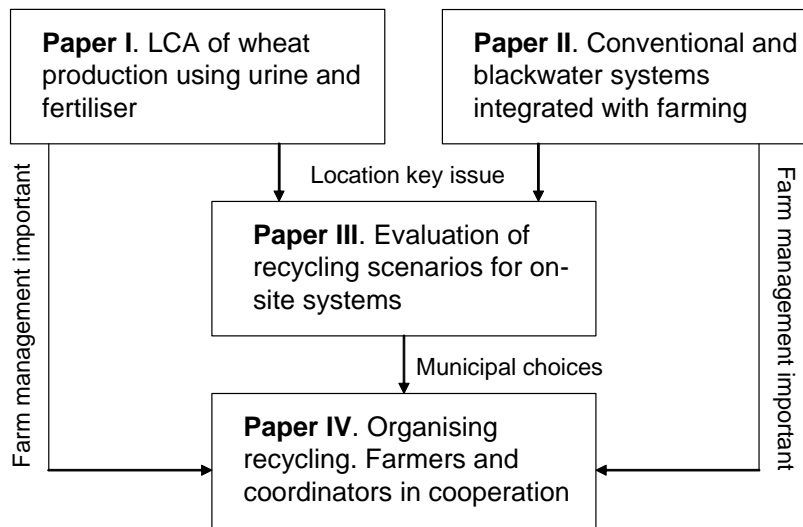 Paper I. LCA of wheat
production using urine and
fertiliser
Paper II. Conventional and
blackwater systems
integrated with farming
Farm management important
Location key issue
Farm management important
Paper III. Evaluation of
recycling scenarios for on-
site systems
Municipal choices
Paper IV. Organising
recycling. Farmers and
coordinators in cooperation